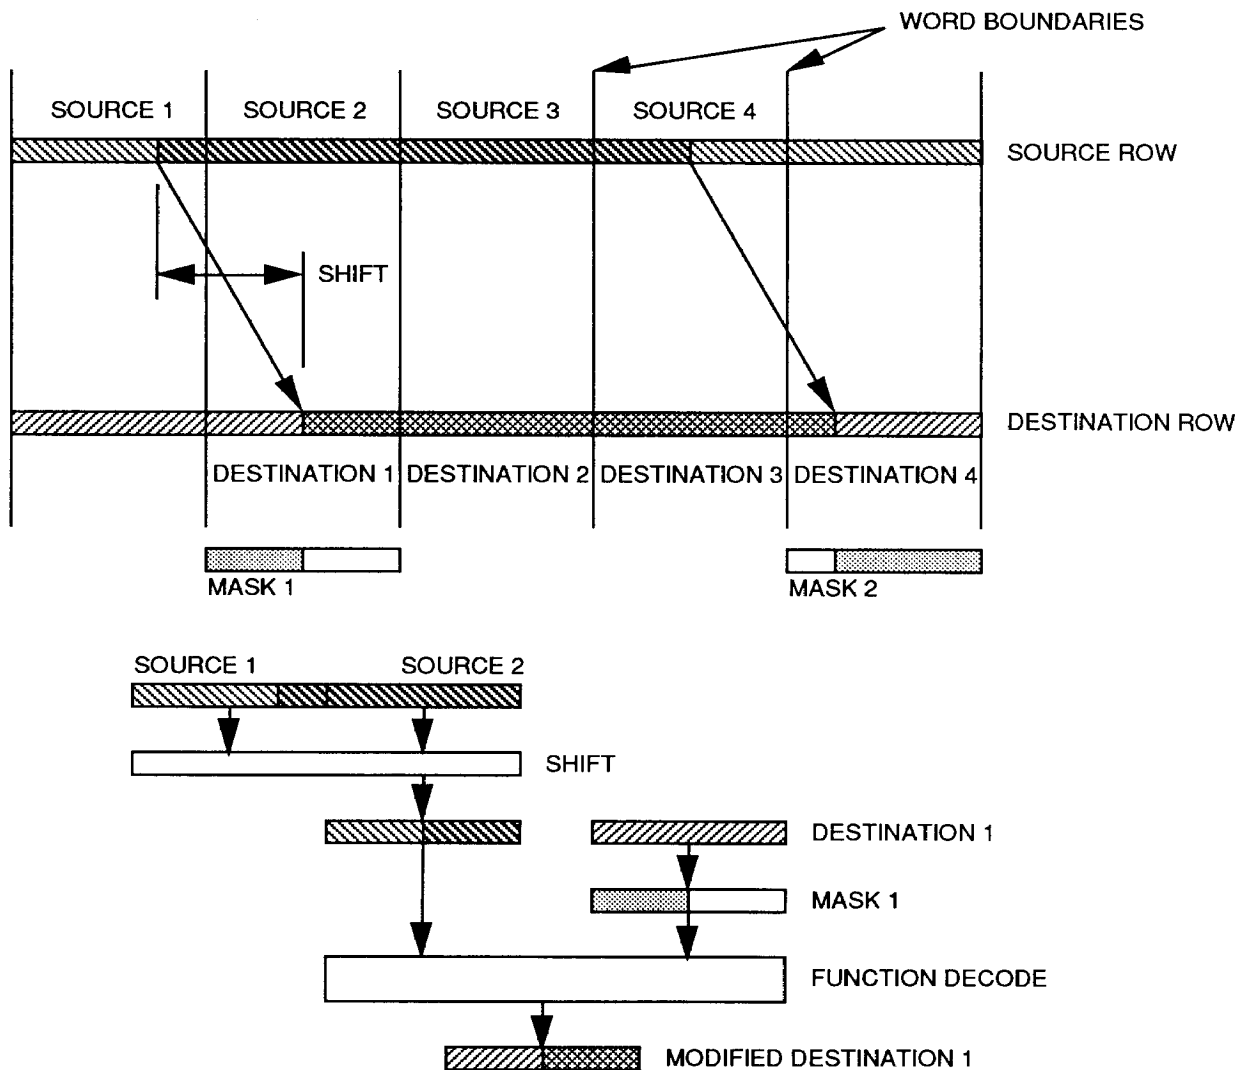 WORD BOUNDARIES
SOURCE 1 SOURCE 2 SOURCE 3 SOURCE 4
SOURCE ROW
SHIFT
DESTINATION ROW
DESTINATION 1 DESTINATION 2 DESTINATION 3 DESTINATION 4
MASK 1 MASK 2
SOURCE 1 SOURCE 2
SHIFT
DESTINATION 1
MASK 1
FUNCTION DECODE
MODIFIED DESTINATION 1